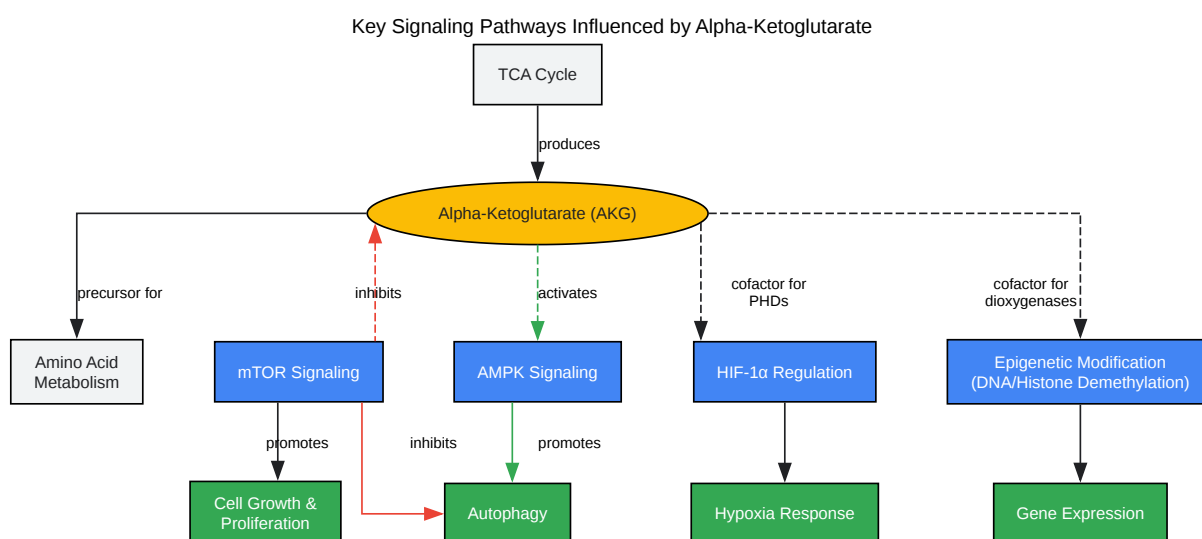 Key Signaling Pathways Influenced by Alpha-Ketoglutarate
TCA Cycle
produces
Alpha-Ketoglutarate (AKG)
precursor for
inhibits
activates
cofactor for
PHDs
cofactor for
dioxygenases
Amino Acid
Metabolism
mTOR Signaling
AMPK Signaling
HIF-1α Regulation
Epigenetic Modification
(DNA/Histone Demethylation)
promotes
inhibits
promotes
Cell Growth &
Proliferation
Autophagy
Hypoxia Response
Gene Expression